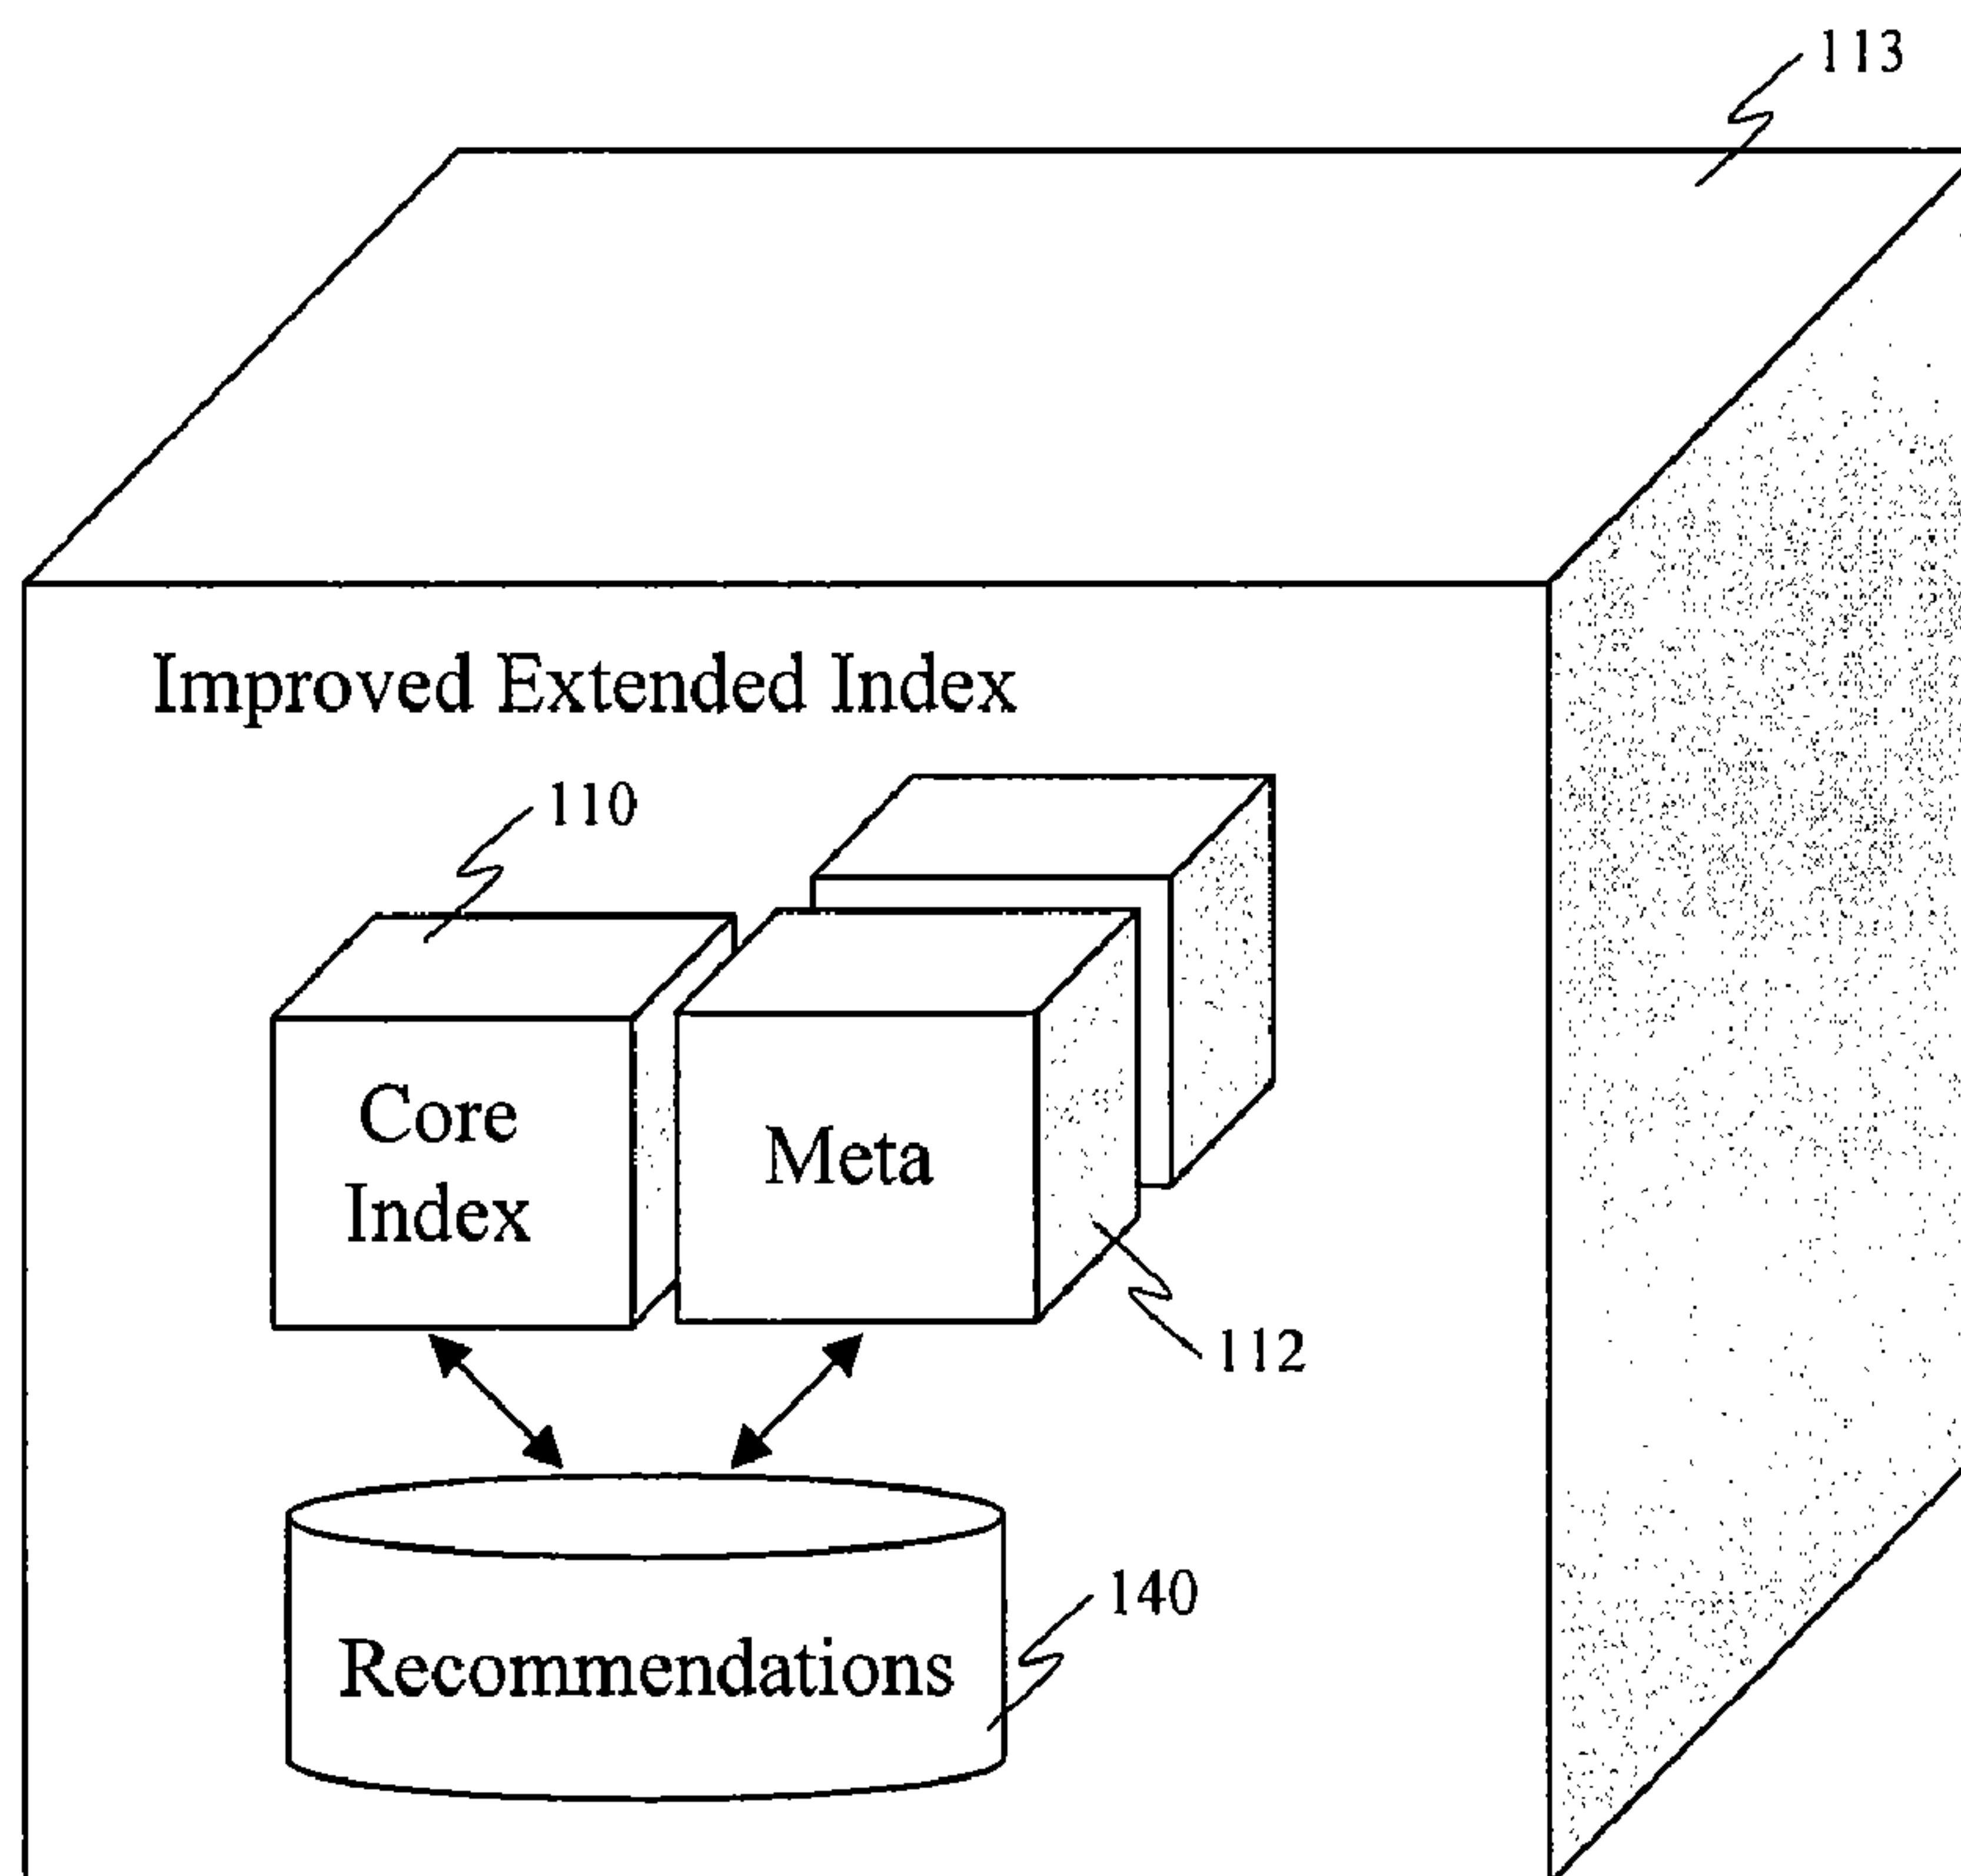 113
Improved Extended Index
110
Core
Index
Meta
112
140
Recommendations